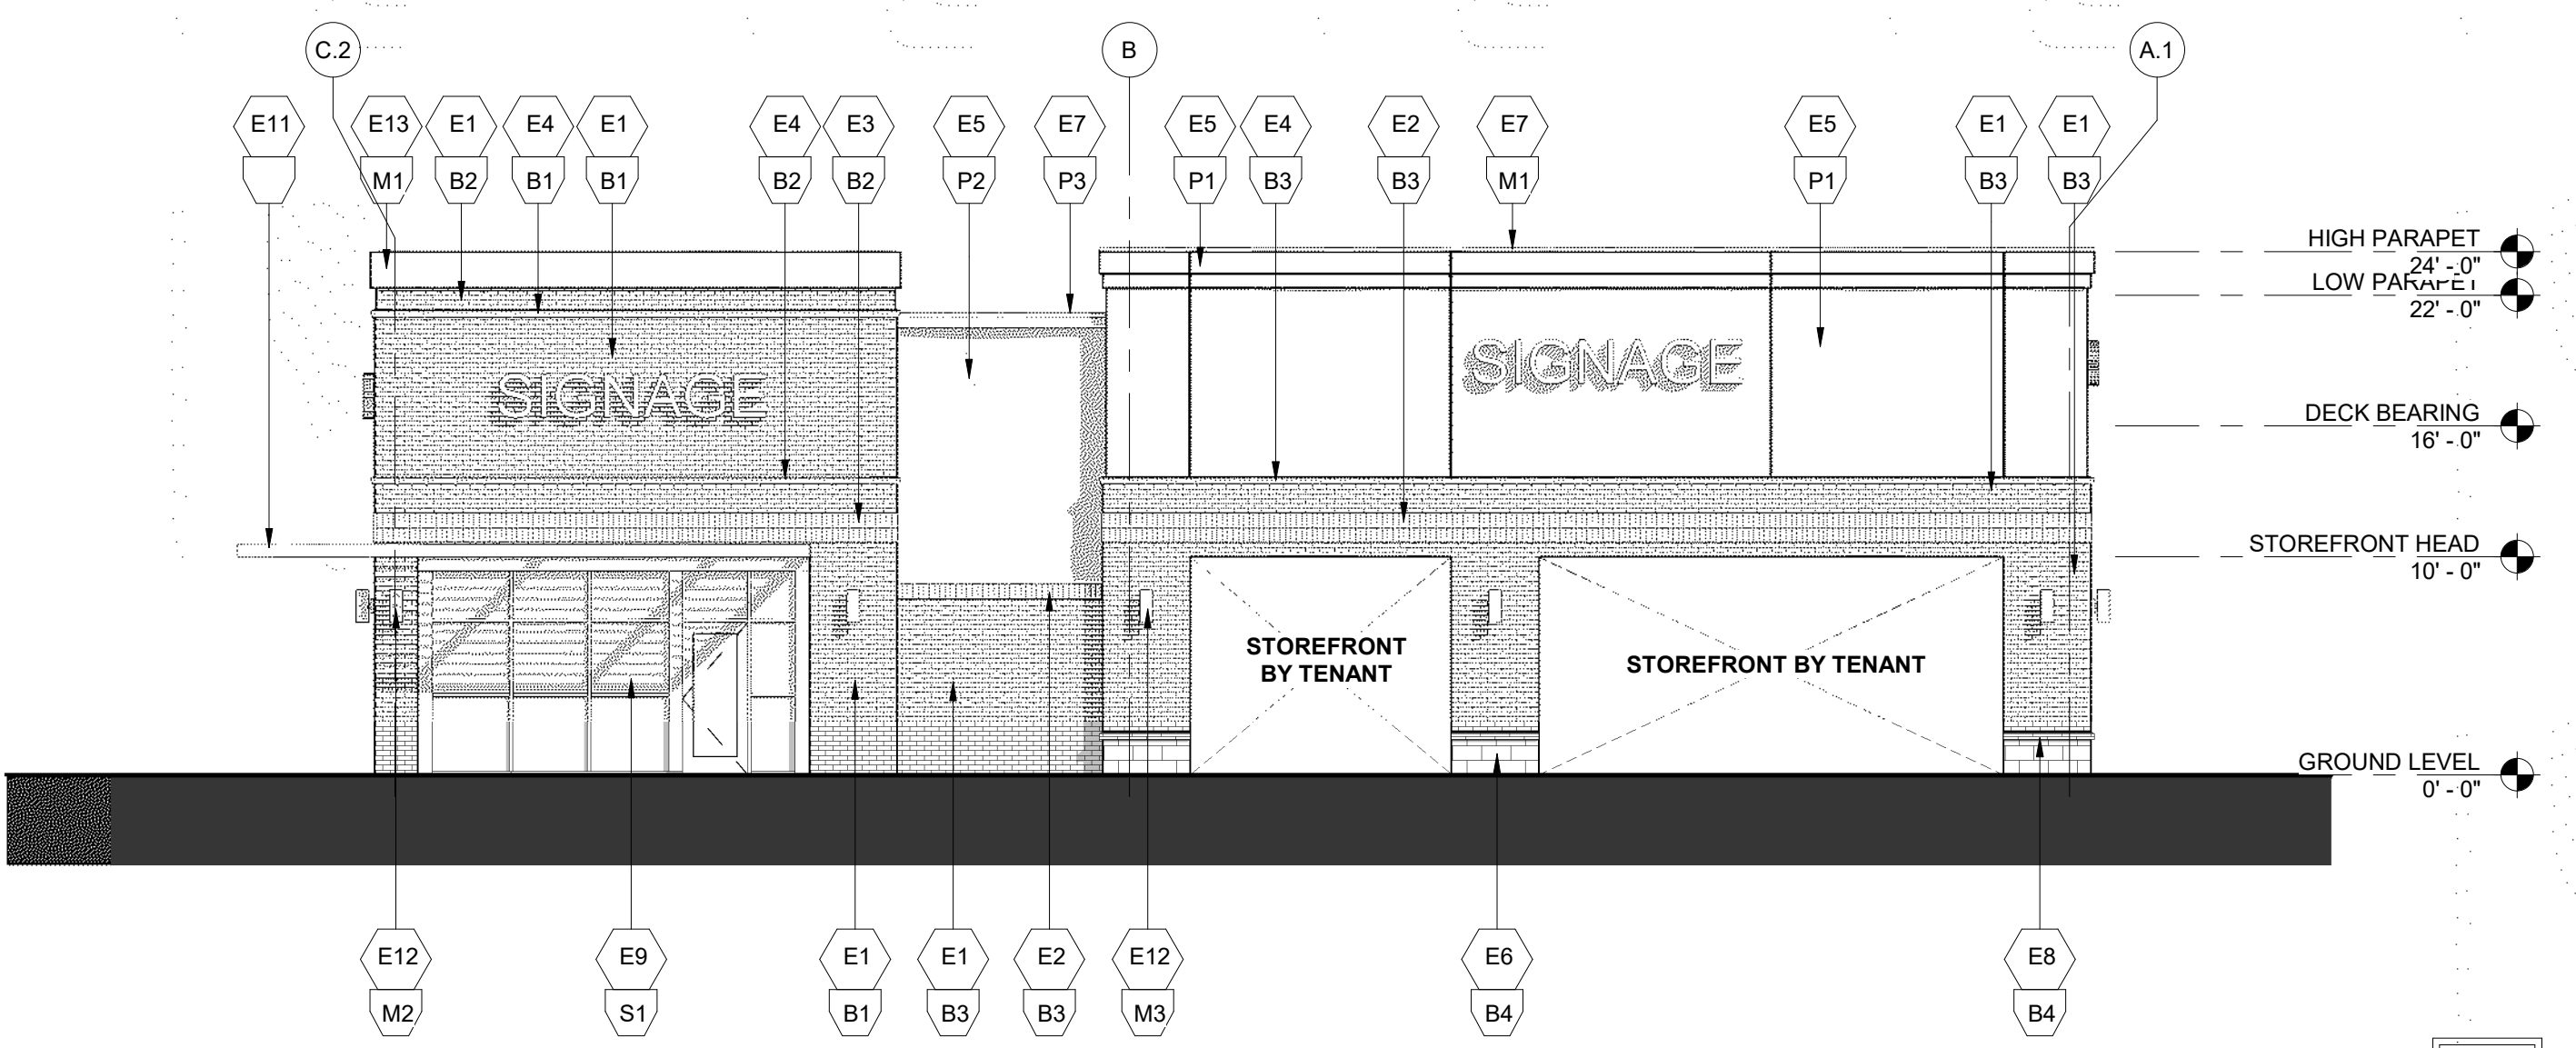 C.2
B
A.1
E11
E13
E1
E4
E1
E4
E3
E5
E7
E5
E4
E2
E7
E5
E1
E1
M1
B2
B1
B1
B2
B2
P2
P3
P1
B3
B3
M1
P1
B3
B3
HIGH PARAPET
24' - 0"
LOW PARAPET
22' - 0"
SIGNAGE
SIGNAGE
DECK BEARING
16' - 0"
STOREFRONT HEAD
10' - 0"
STOREFRONT
BY TENANT
STOREFRONT BY TENANT
GROUND LEVEL
0' - 0"
E12
E9
E1
E1
E2
E12
E6
E8
M2
S1
B1
B3
B3
M3
B4
B4